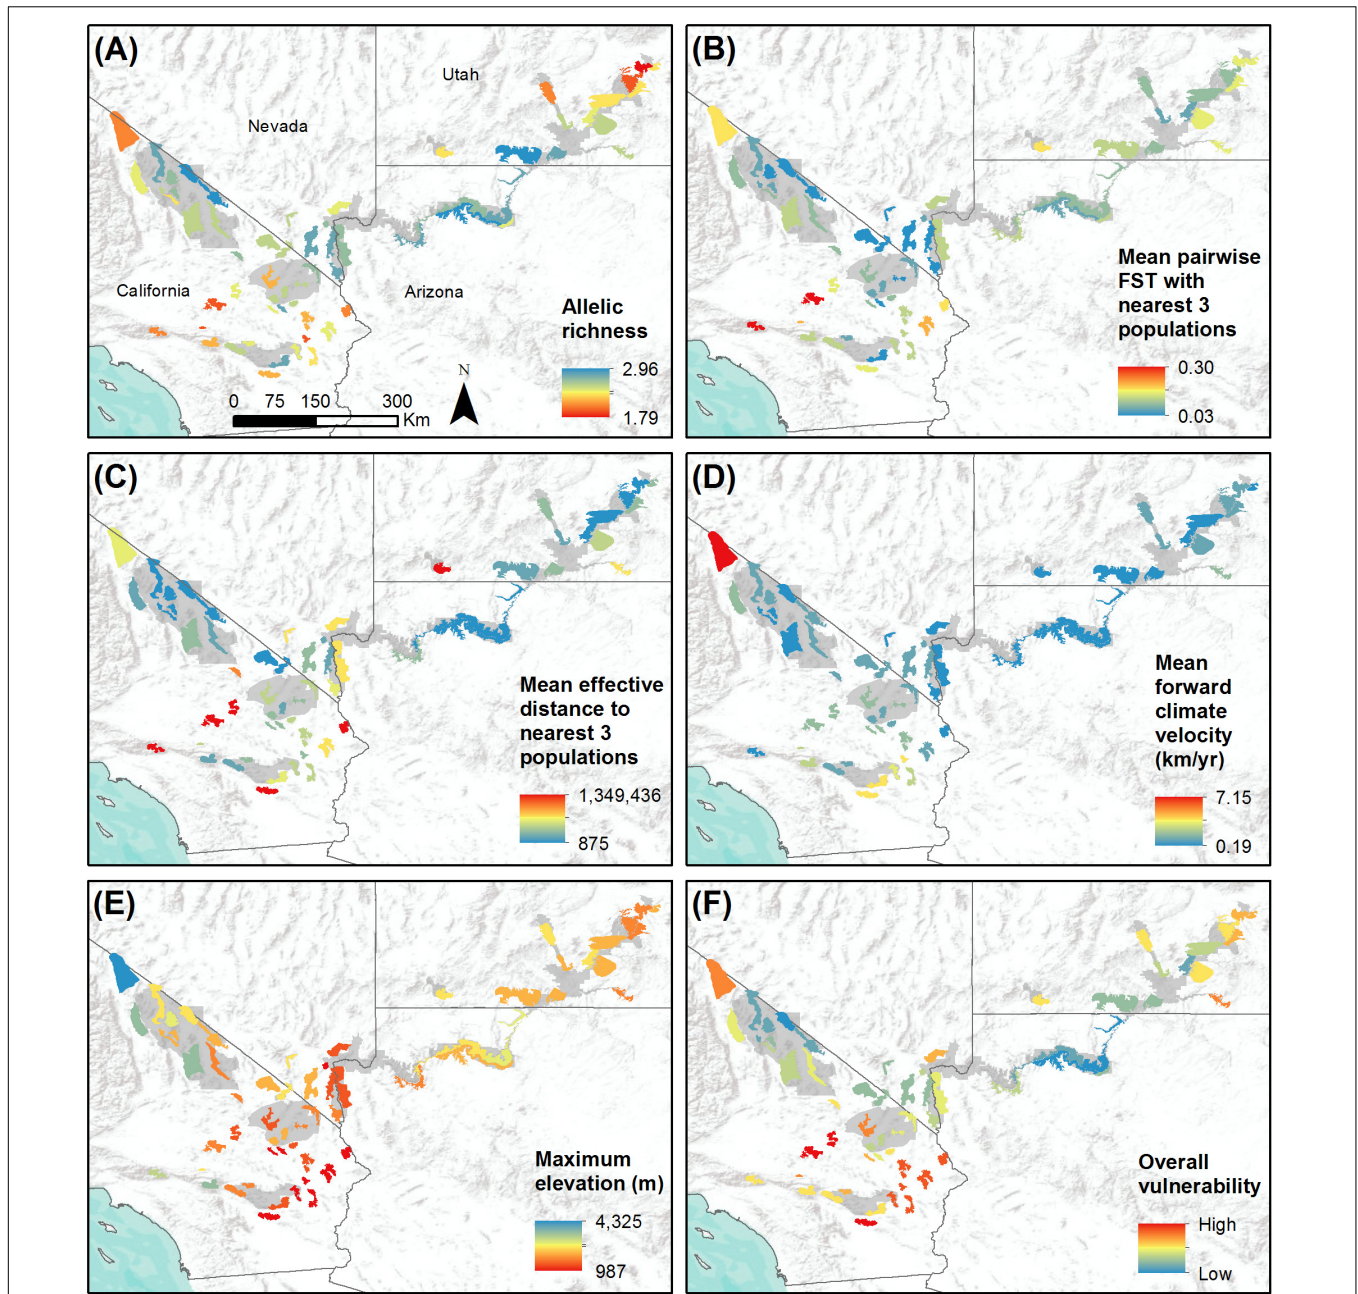 (A)
Utah
Nevada
California
Arizona
Allelic
richness
2.96
1.79
N
0 75 150 300
Km
(B)
Mean pairwise
FST with
nearest 3
populations
0.30
0.03
(C)
Mean effective
distance to
nearest 3
populations
1,349,436
875
(D)
Mean
forward
climate
velocity
(km/yr)
7.15
0.19
(E)
Maximum
elevation (m)
4,325
987
(F)
Overall
vulnerability
High
Low